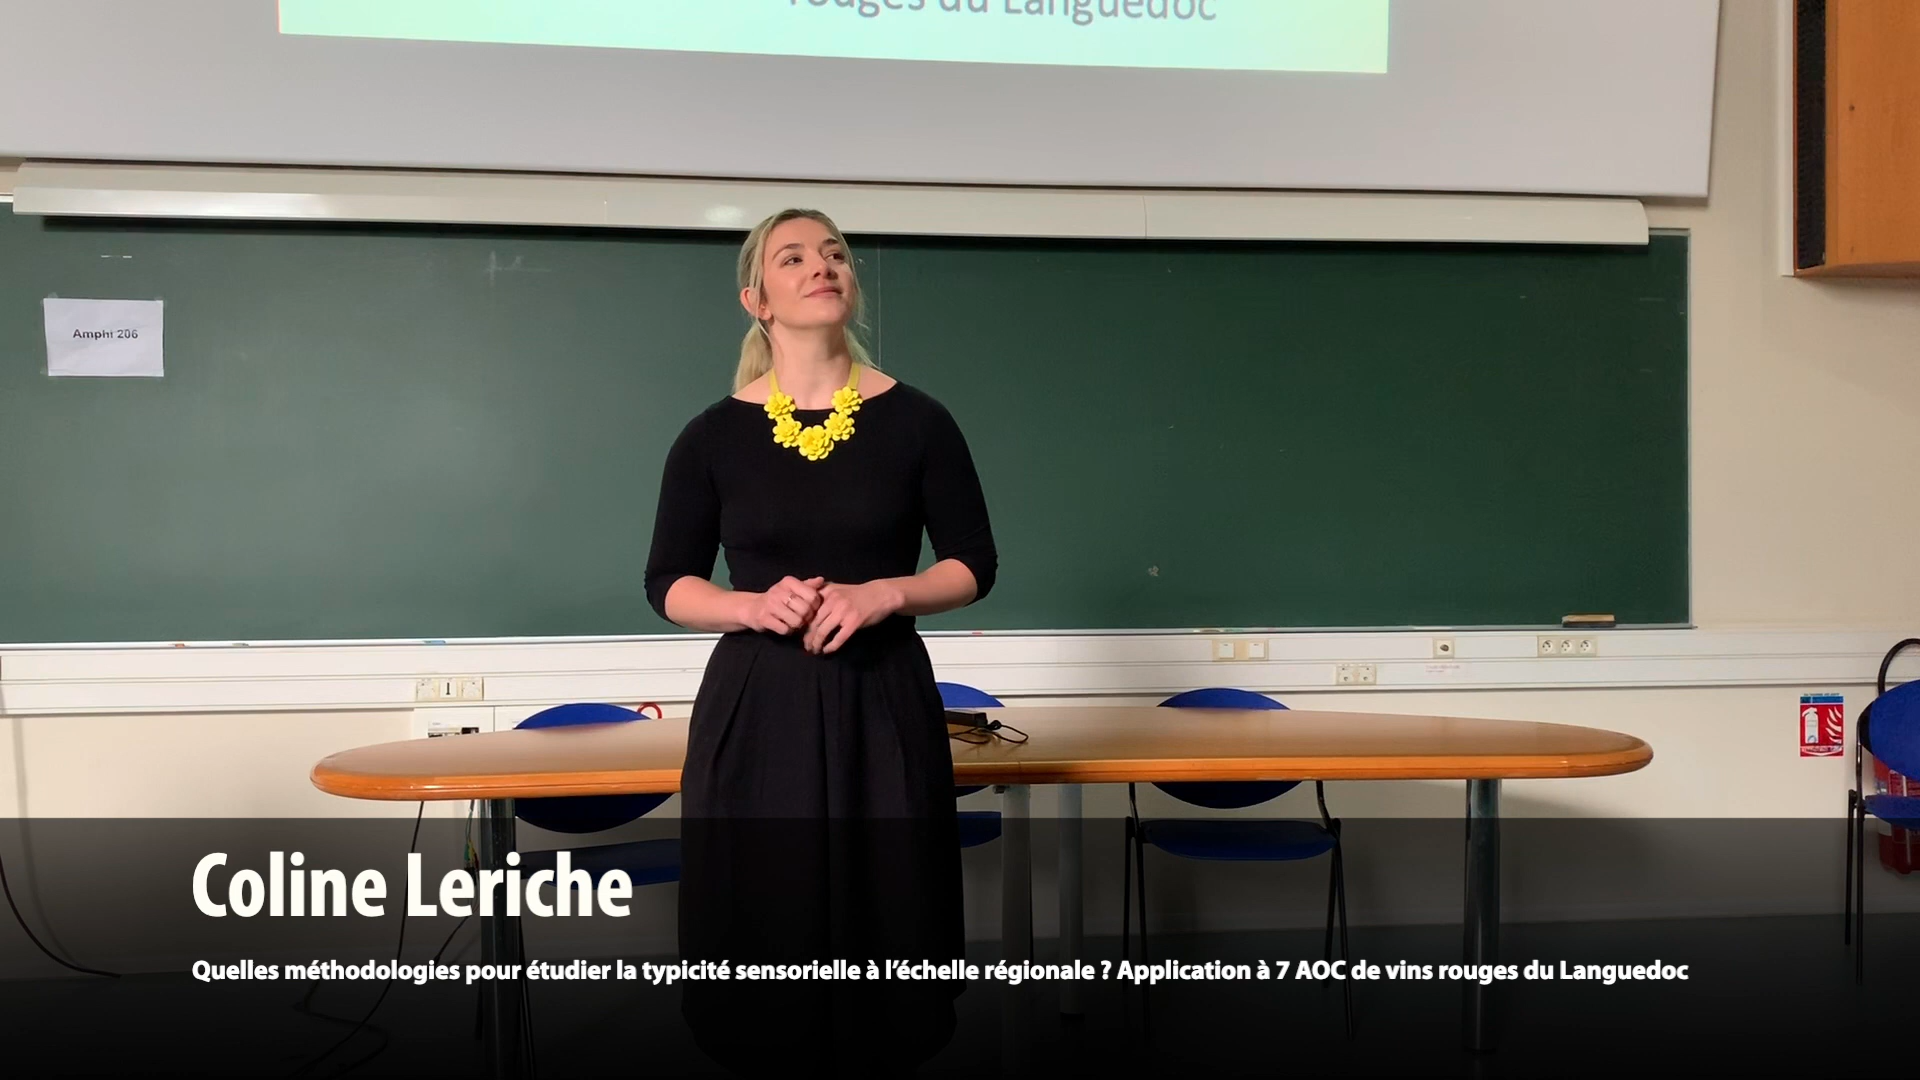 rouges du Languedoc
Amphi 206
Coline Leriche
Quelles méthodologies pour étudier la typicité sensorielle à l'échelle régionale ? Application à 7 AOC de vins rouges du Languedoc